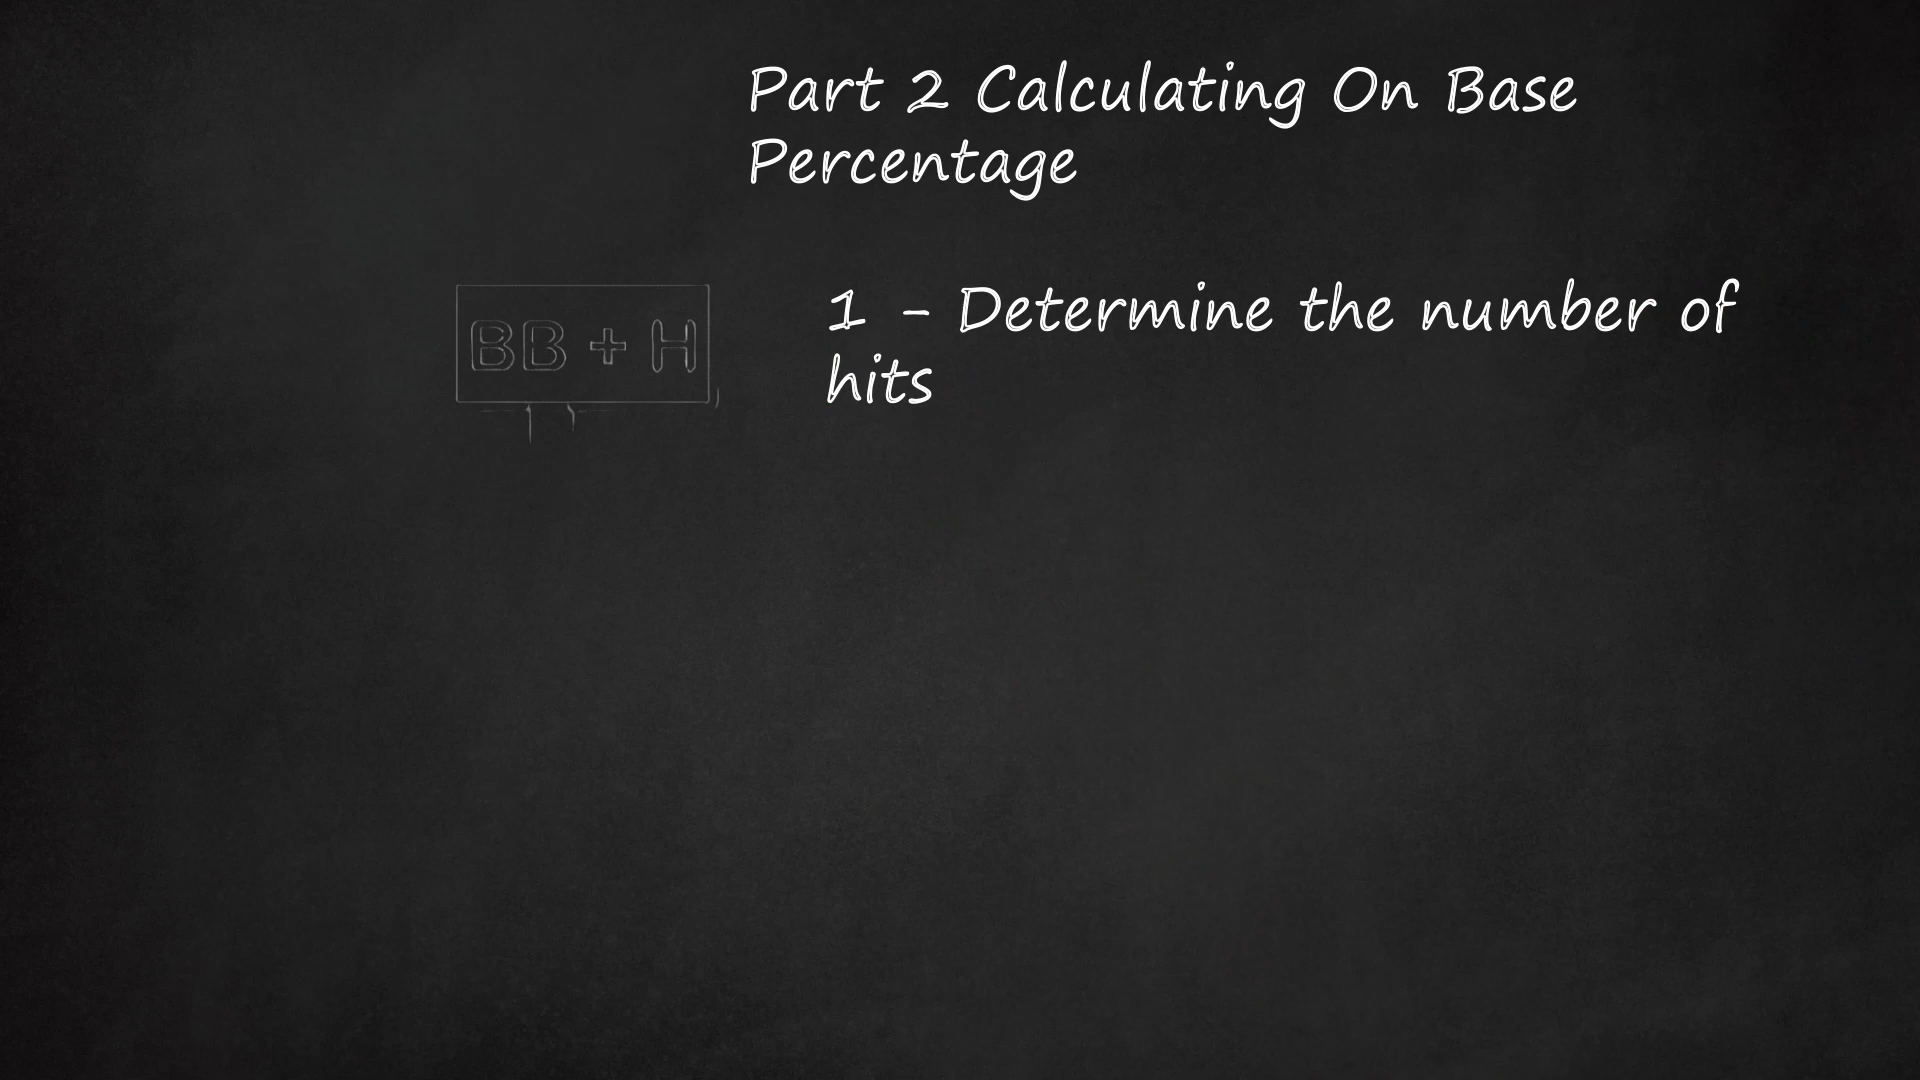 Part 2 Calculating On Base
Percentage
BB + H
1 - Determine the number of
hits